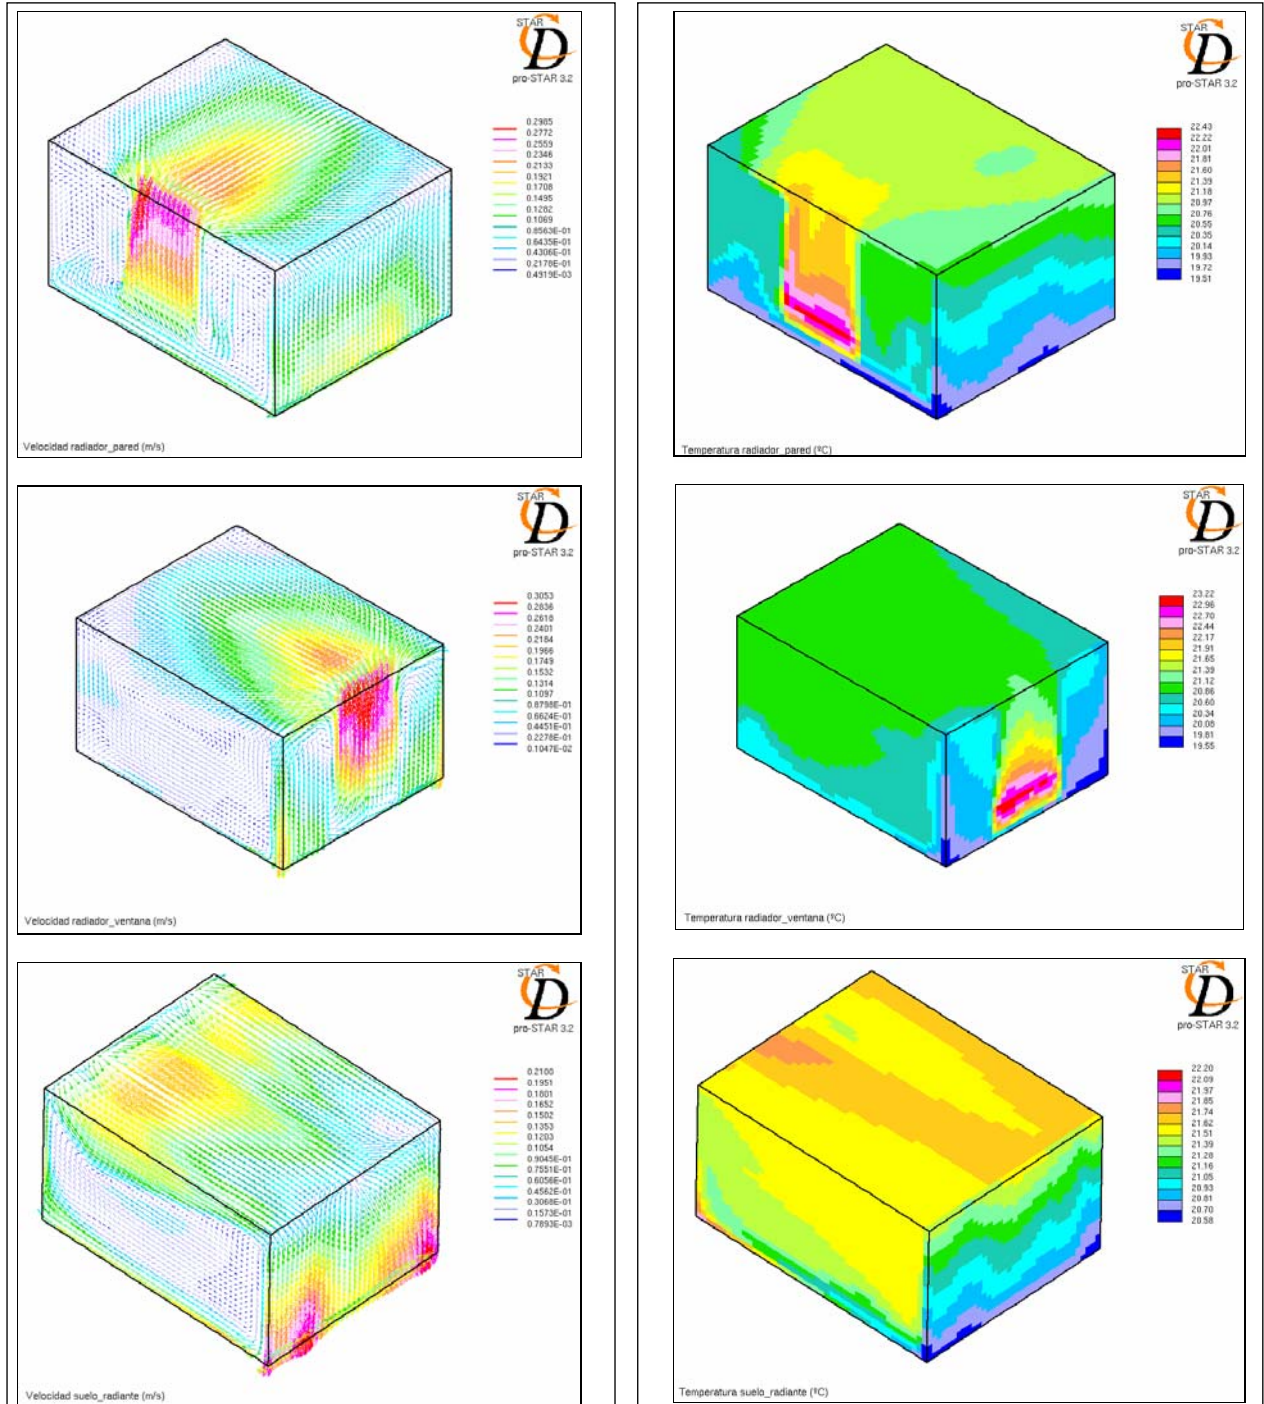 STAR
D
pro-STAR 3.2
0.2985
0.2772
0.2559
0.2346
0.2133
0.1921
0.1708
0.1495
0.1282
0.1069
0.8563E-01
0.6435E-01
0.4306E-01
0.2178E-01
0.4919E-03
Velocidad radiador_pared (m/s)
STAR
D
pro-STAR 3.2
22.43
22.22
22.01
21.81
21.60
21.39
21.18
20.97
20.76
20.55
20.35
20.14
19.93
19.72
19.51
Temperatura radiador_pared (ºC)
STAR
D
pro-STAR 3.2
0.3053
0.2836
0.2618
0.2401
0.2184
0.1966
0.1749
0.1532
0.1314
0.1097
0.8798E-01
0.6624E-01
0.4451E-01
0.2278E-01
0.1047E-02
Velocidad radiador_ventana (m/s)
STAR
D
pro-STAR 3.2
23.22
22.96
22.70
22.44
22.17
21.91
21.65
21.39
21.12
20.86
20.60
20.34
20.08
19.81
19.55
Temperatura radiador_ventana (ºC)
STAR
D
pro-STAR 3.2
0.2100
0.1951
0.1801
0.1652
0.1502
0.1353
0.1203
0.1054
0.9045E-01
0.7551E-01
0.6056E-01
0.4562E-01
0.3068E-01
0.1573E-01
0.7893E-03
Velocidad suelo_radiante (m/s)
STAR
D
pro-STAR 3.2
22.20
22.09
21.97
21.85
21.74
21.62
21.51
21.39
21.28
21.16
21.05
20.93
20.81
20.70
20.58
Temperatura suelo_radiante (ºC)